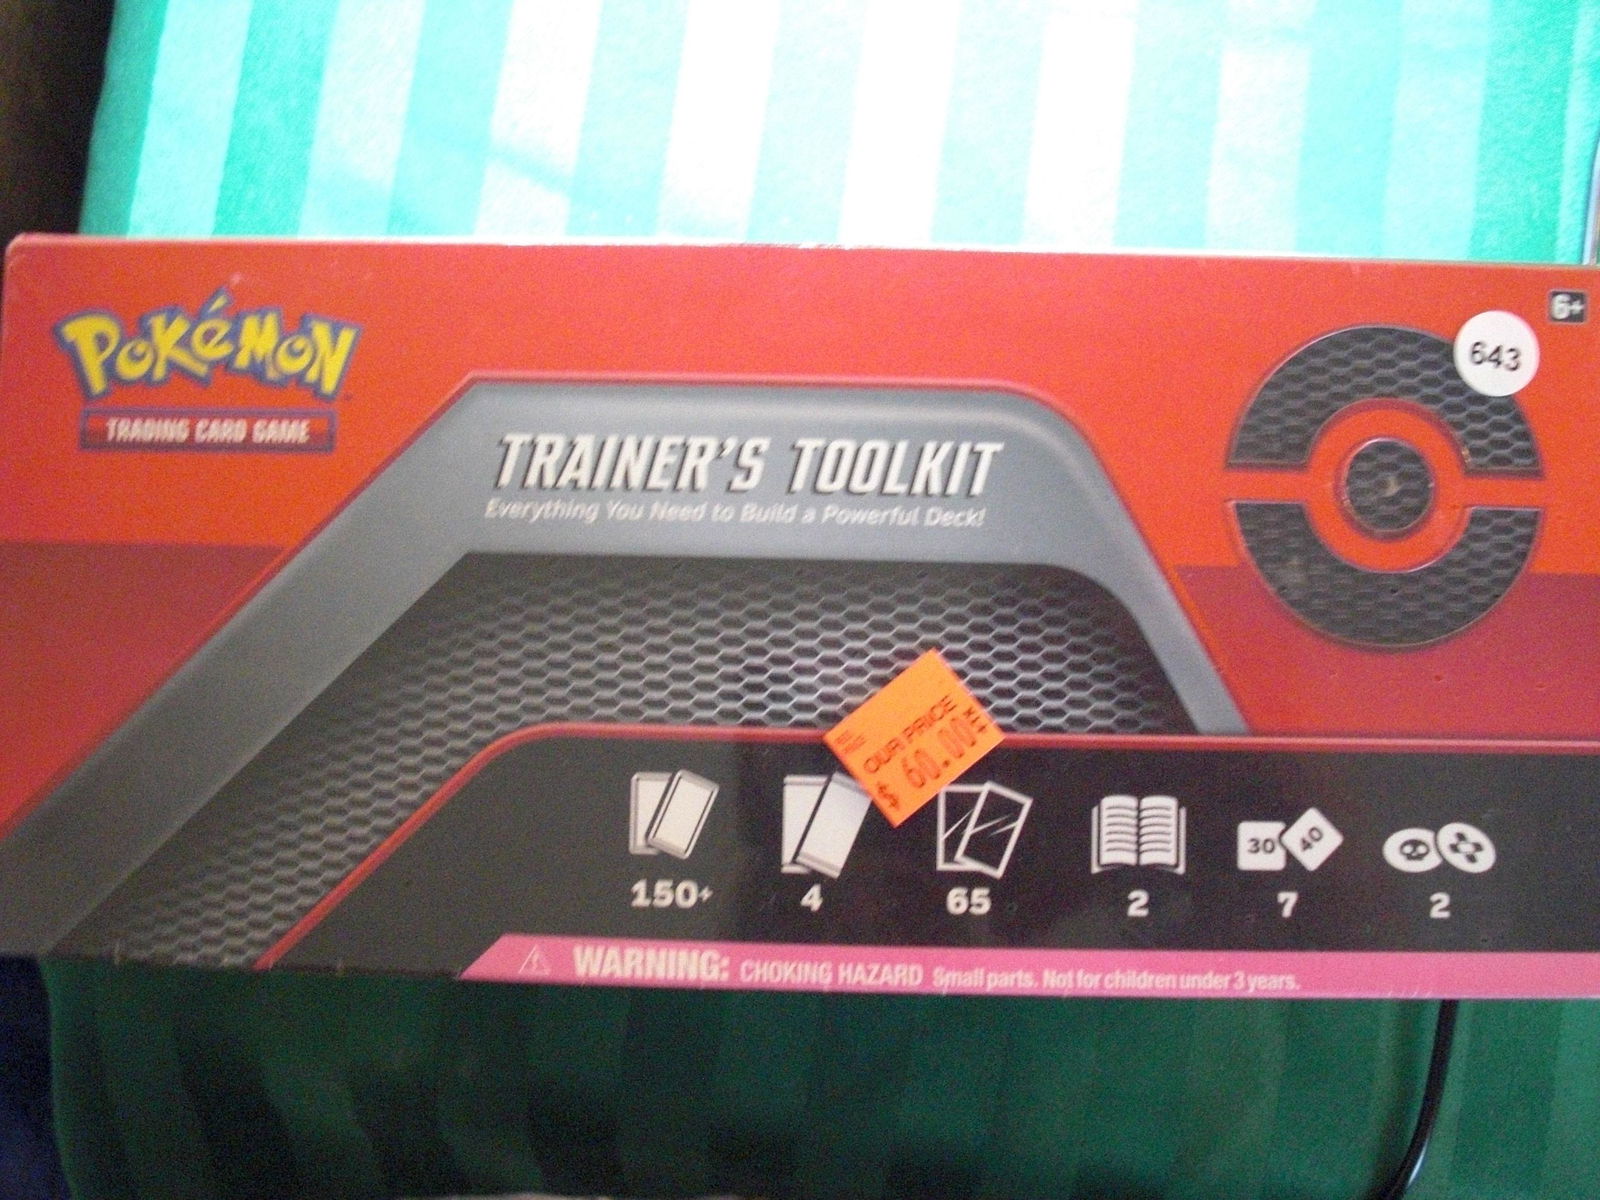 6+
643
POKéMON
TRADING CARD GAME
TRAINER'S TOOLKIT
Everything You Need to Build a Powerful Deck!
OUR PRICE
$ 60.00
30 40
150+ 4 65 2 7 2
WARNING: CHOKING HAZARD Small parts. Not for children under 3 years.